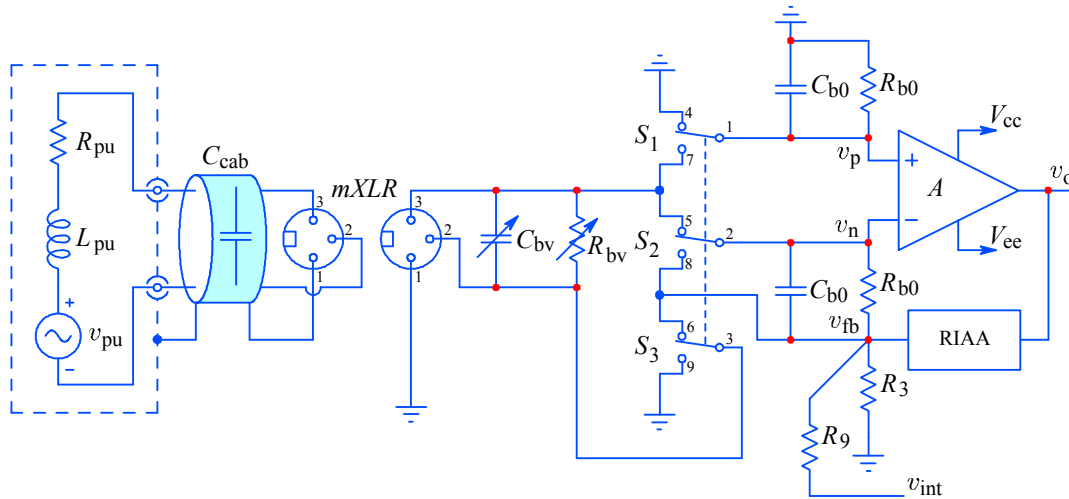 R_pu
L_pu
+
v_pu
−
C_cab
3
2
1
mXLR
3
2
1
C_bv
R_bv
S_1
4
1
7
S_2
5
2
8
S_3
6
3
9
C_b0
R_b0
v_p
+
A
−
V_cc
V_ee
v_o
v_n
C_b0
R_b0
v_fb
RIAA
R_3
R_9
v_int